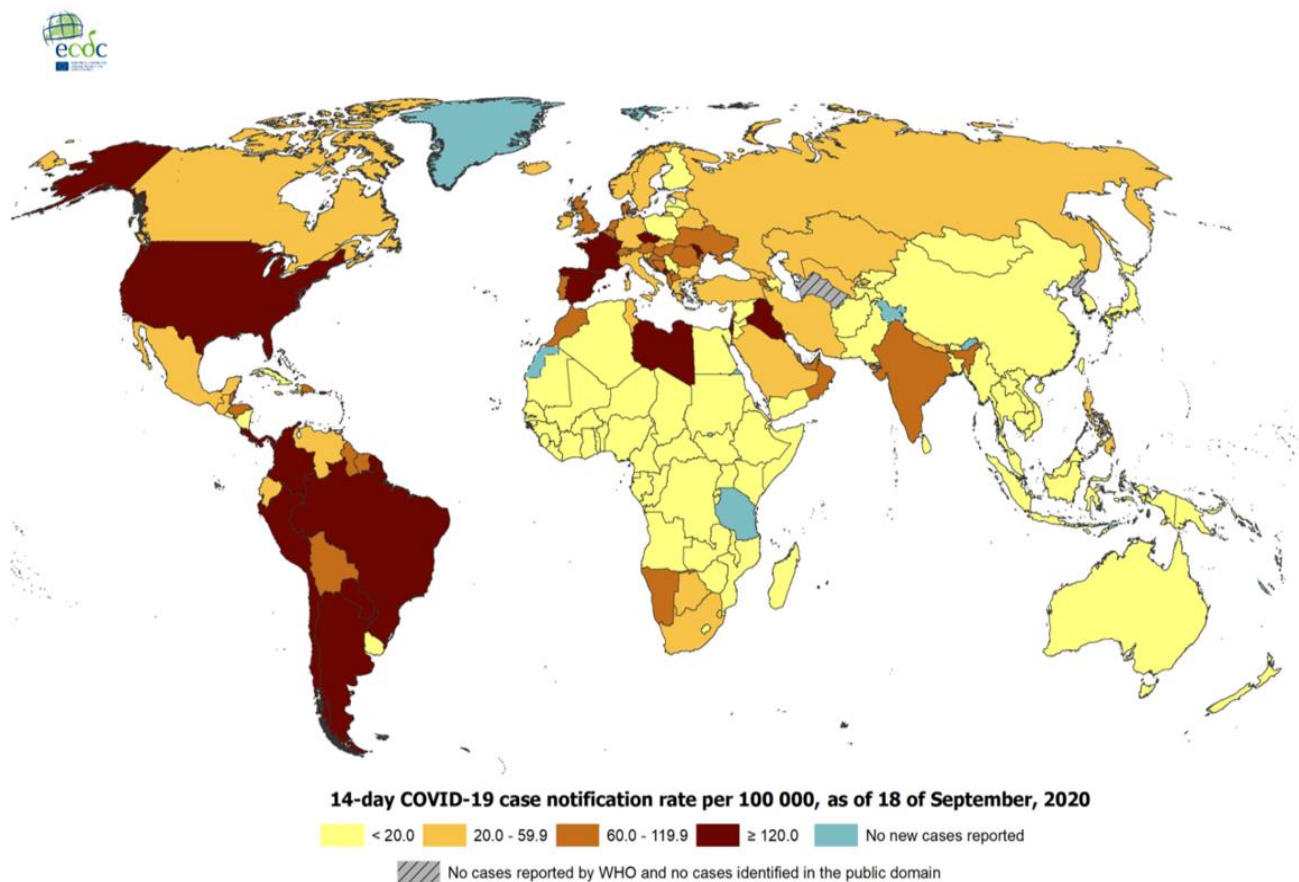 ecdc
14-day COVID-19 case notification rate per 100 000, as of 18 of September, 2020
< 20.0
20.0 - 59.9
60.0 - 119.9
≥ 120.0
No new cases reported
No cases reported by WHO and no cases identified in the public domain